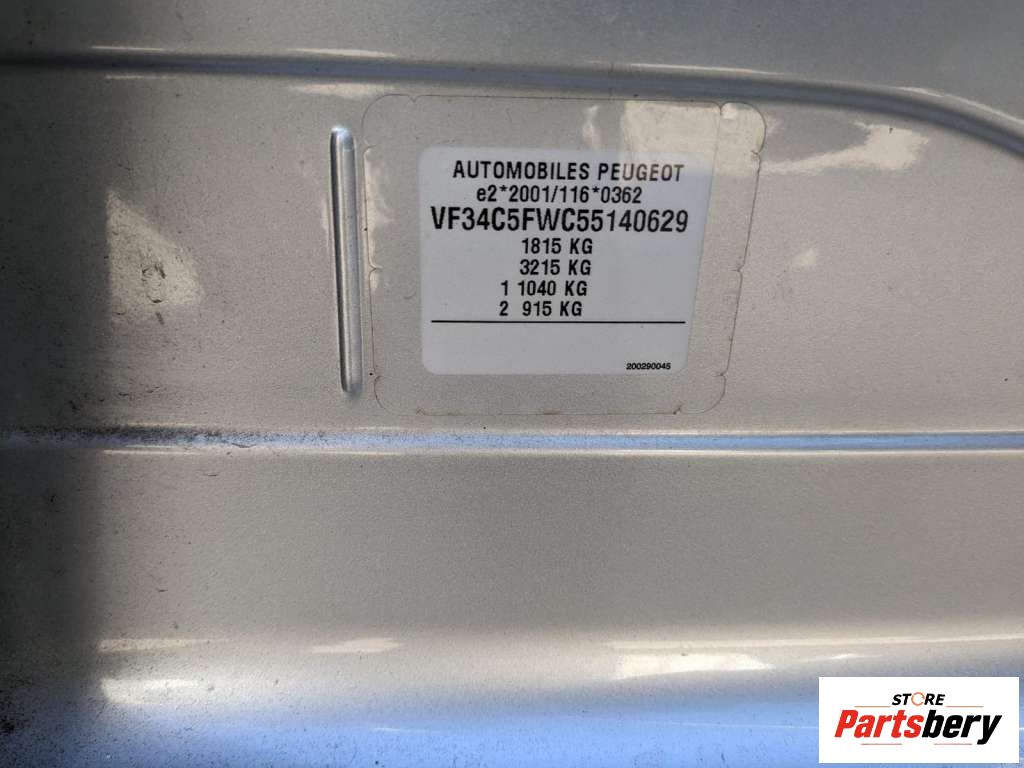 AUTOMOBILES PEUGEOT
e2*2001/116*0362
VF34C5FWC55140629
1815 KG
3215 KG
1 1040 KG
2 915 KG
200290045
STORE
Partsbery